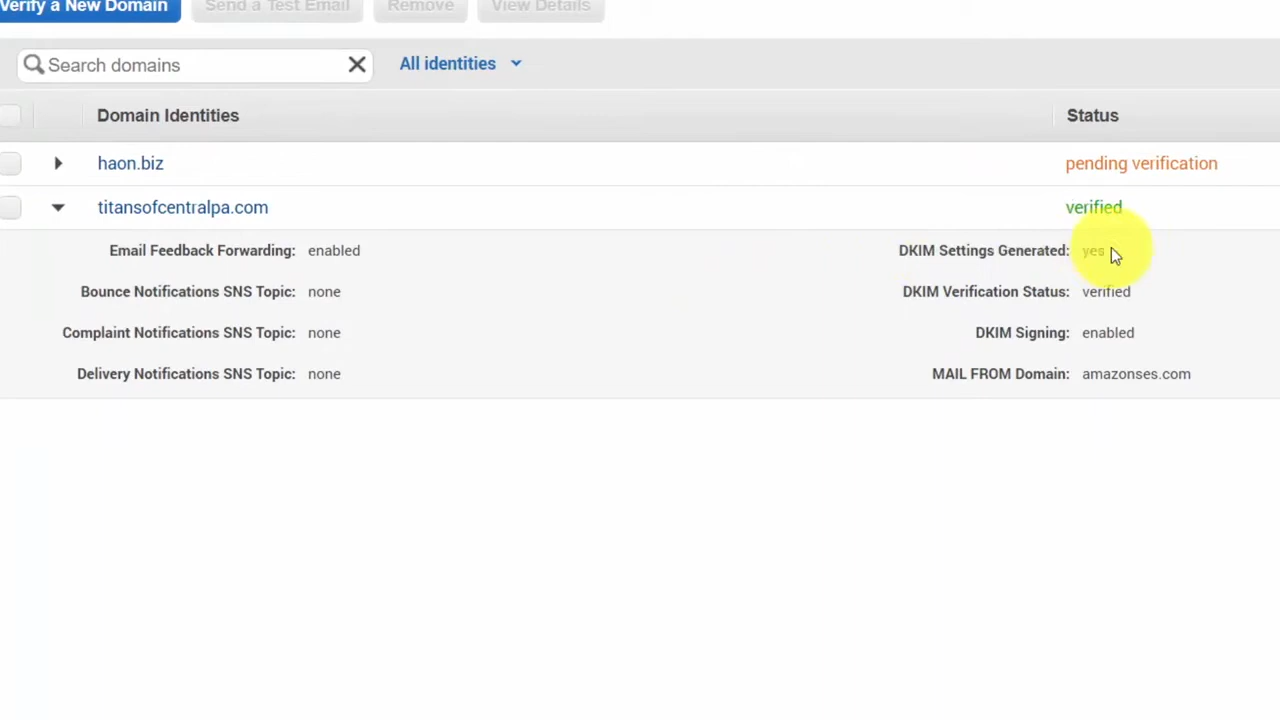 Verify a New Domain Send a Test Email Remove View Details
Search domains All identities
Domain Identities Status
haon.biz pending verification
titansofcentralpa.com verified
Email Feedback Forwarding: enabled DKIM Settings Generated: yes
Bounce Notifications SNS Topic: none DKIM Verification Status: verified
Complaint Notifications SNS Topic: none DKIM Signing: enabled
Delivery Notifications SNS Topic: none MAIL FROM Domain: amazonses.com